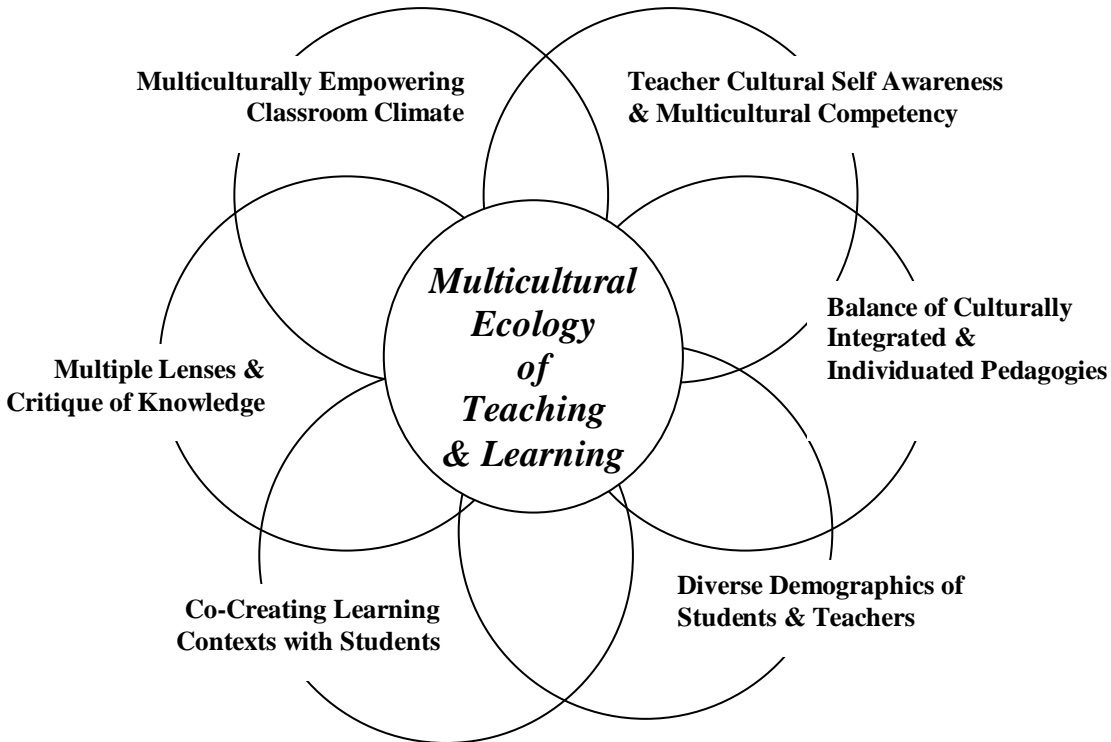 Multiculturally Empowering
Classroom Climate
Teacher Cultural Self Awareness
& Multicultural Competency
Multicultural
Ecology
of
Teaching
& Learning
Balance of Culturally
Integrated &
Individuated Pedagogies
Multiple Lenses &
Critique of Knowledge
Co-Creating Learning
Contexts with Students
Diverse Demographics of
Students & Teachers